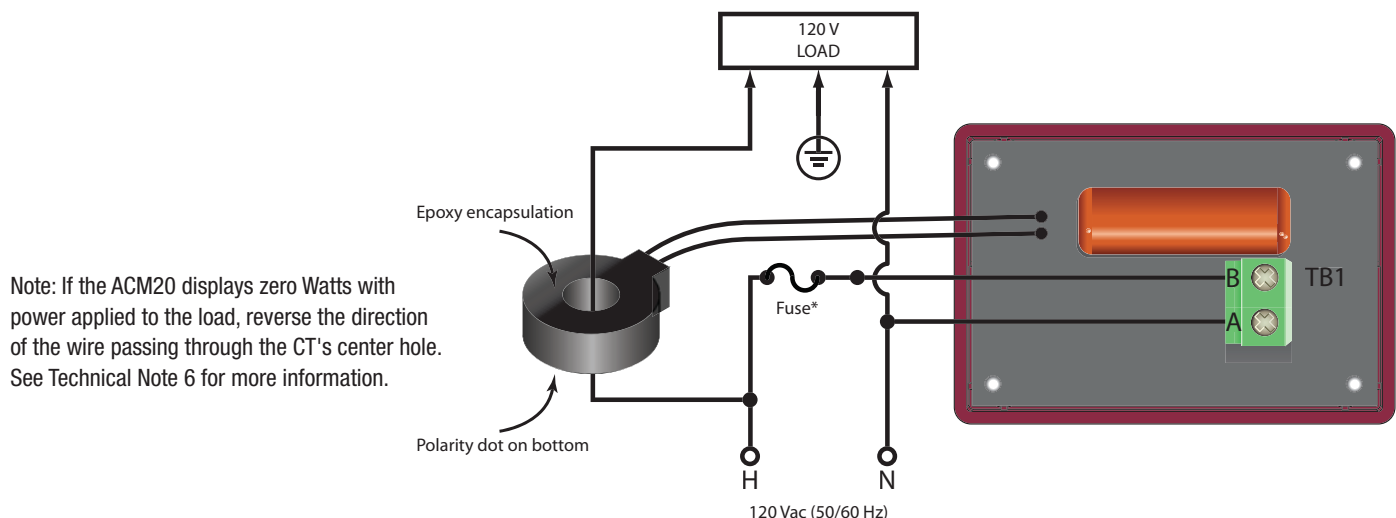 120 V
LOAD
Epoxy encapsulation
Note: If the ACM20 displays zero Watts with
power applied to the load, reverse the direction
of the wire passing through the CT's center hole.
See Technical Note 6 for more information.
Fuse*
B
TB1
A
Polarity dot on bottom
H
N
120 Vac (50/60 Hz)